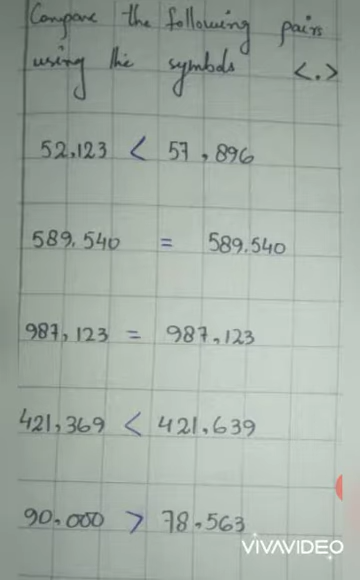 Compare the following pairs
using the symbols < . >
52,123 < 57,896
589.540 = 589.540
987,123 = 987,123
421,369 < 421,639
90.000 > 78.563
VIVAVIDEO